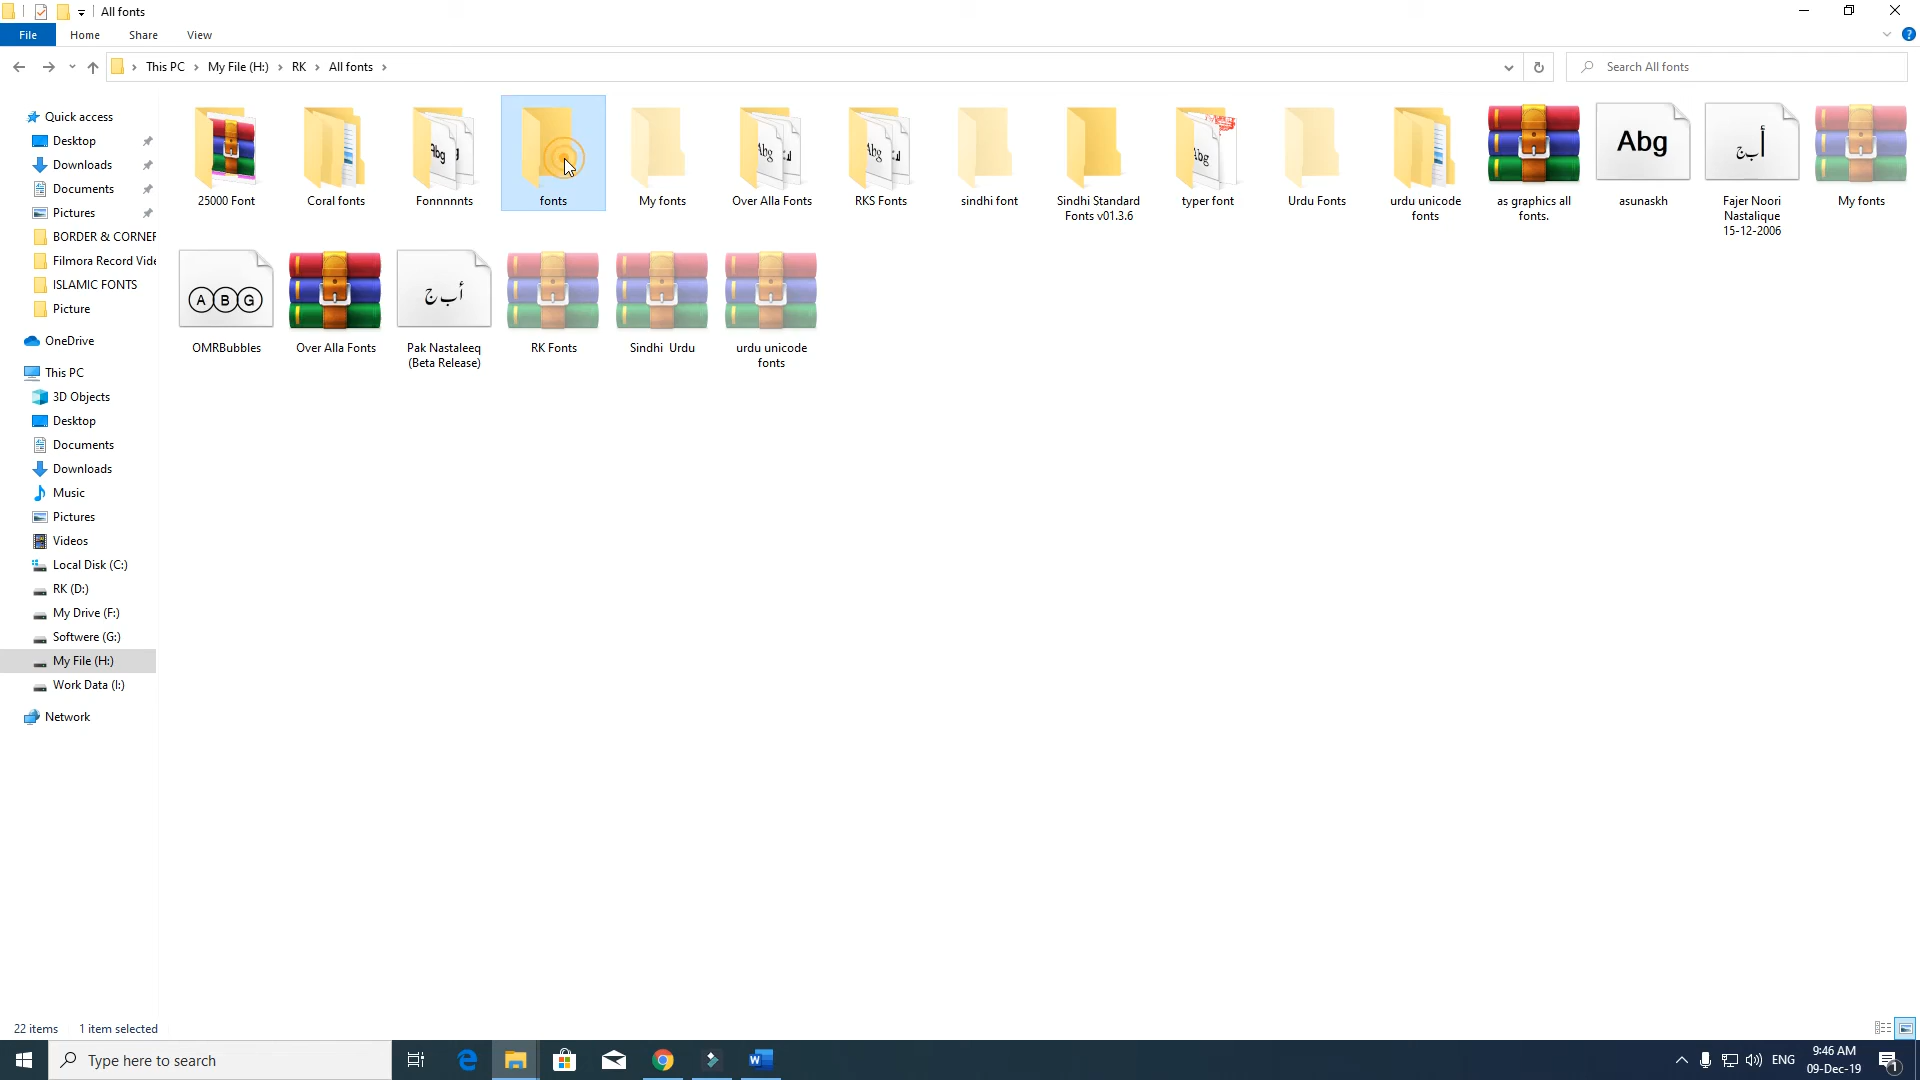 All fonts
File Home Share View
This PC My File (H:) RK All fonts
Search All fonts
Quick access
Desktop
Downloads
Documents
Pictures
BORDER & CORNER
Filmora Record Vide
ISLAMIC FONTS
Picture
OneDrive
This PC
3D Objects
Desktop
Documents
Downloads
Music
Pictures
Videos
Local Disk (C:)
RK (D:)
My Drive (F:)
Softwere (G:)
My File (H:)
Work Data (I:)
Network
25000 Font
Coral fonts
Abg
Fonnnnnts
fonts
My fonts
Abg
Over Alla Fonts
Abg
RKS Fonts
sindhi font
Sindhi Standard
Fonts v01.3.6
Abg
typer font
Urdu Fonts
urdu unicode
fonts
as graphics all
fonts.
Abg
asunaskh
أ ب ج
Fajer Noori
Nastalique
15-12-2006
My fonts
A B G
OMRBubbles
Over Alla Fonts
أ ب ج
Pak Nastaleeq
(Beta Release)
RK Fonts
Sindhi Urdu
urdu unicode
fonts
22 items 1 item selected
Type here to search
ENG
9:46 AM
09-Dec-19
1